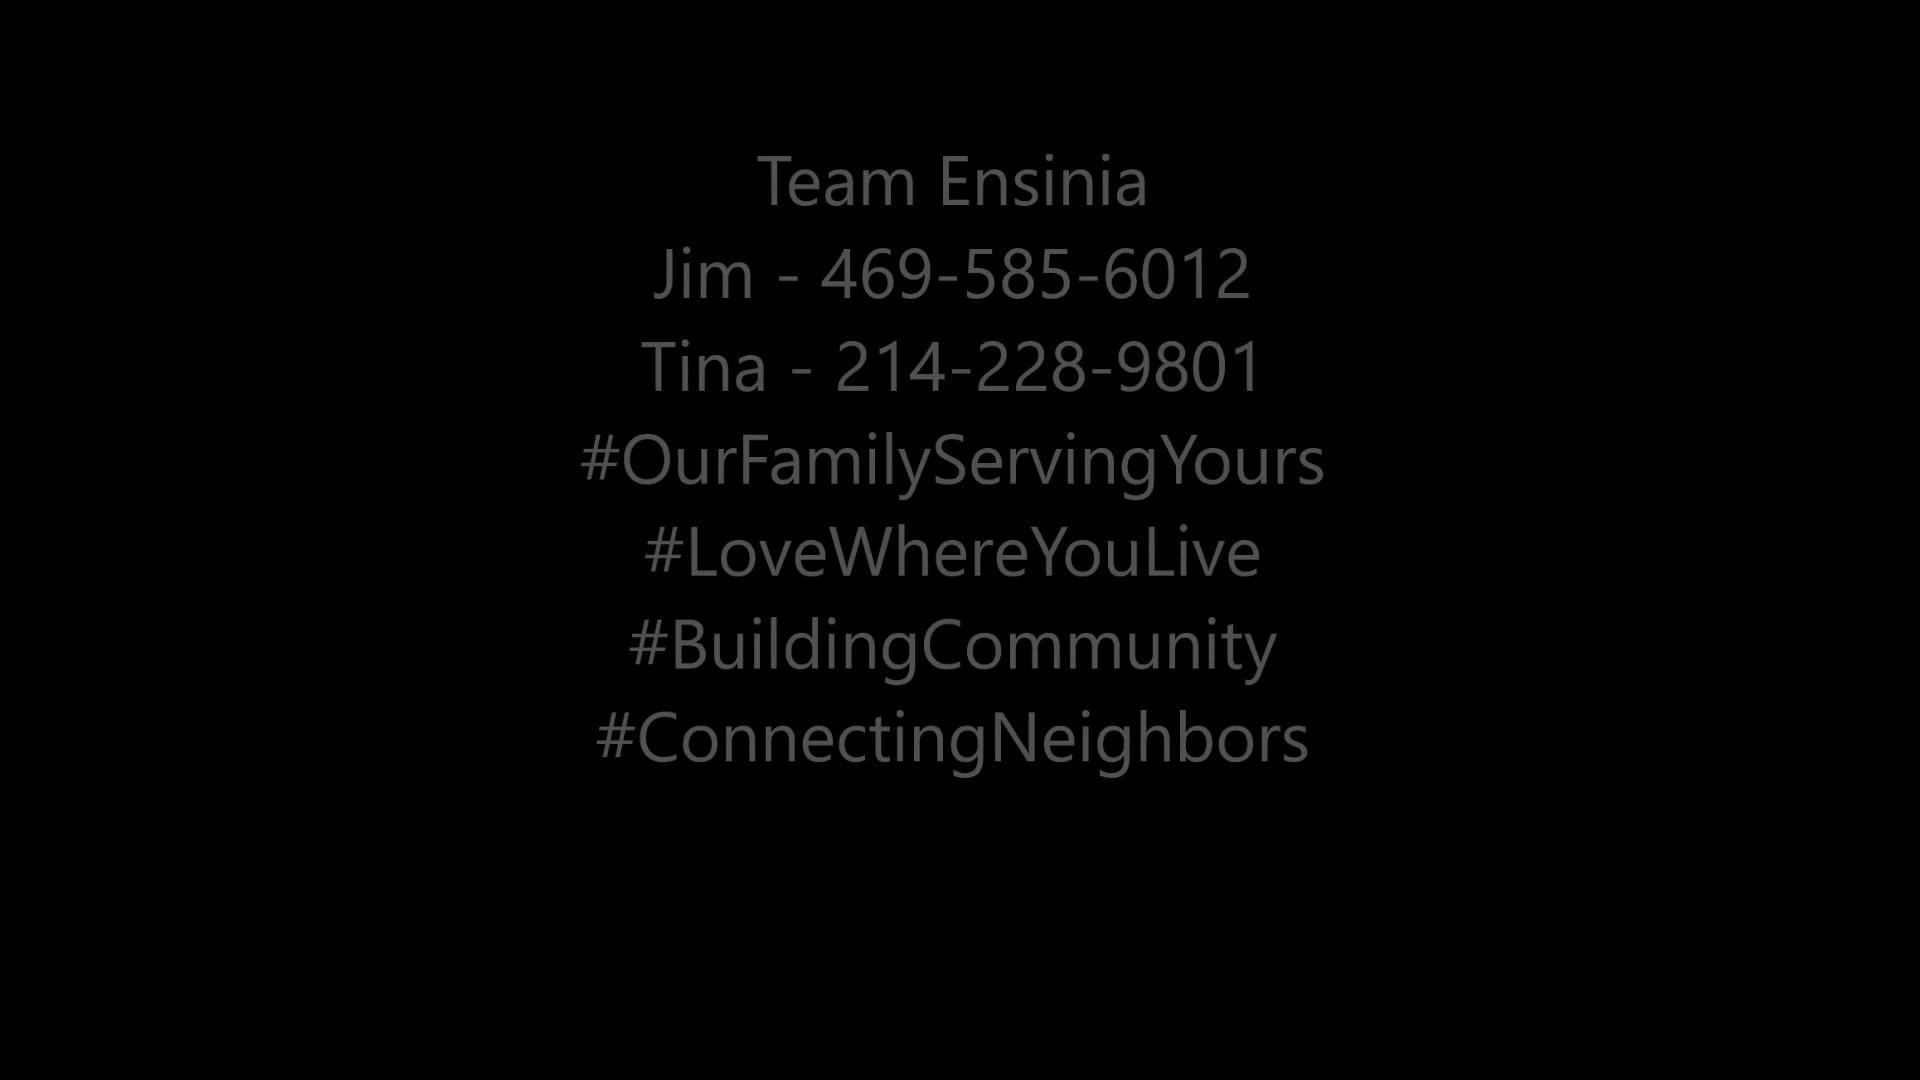 Team Ensinia
Jim - 469-585-6012
Tina - 214-228-9801
#OurFamilyServingYours
#LoveWhereYouLive
#BuildingCommunity
#ConnectingNeighbors